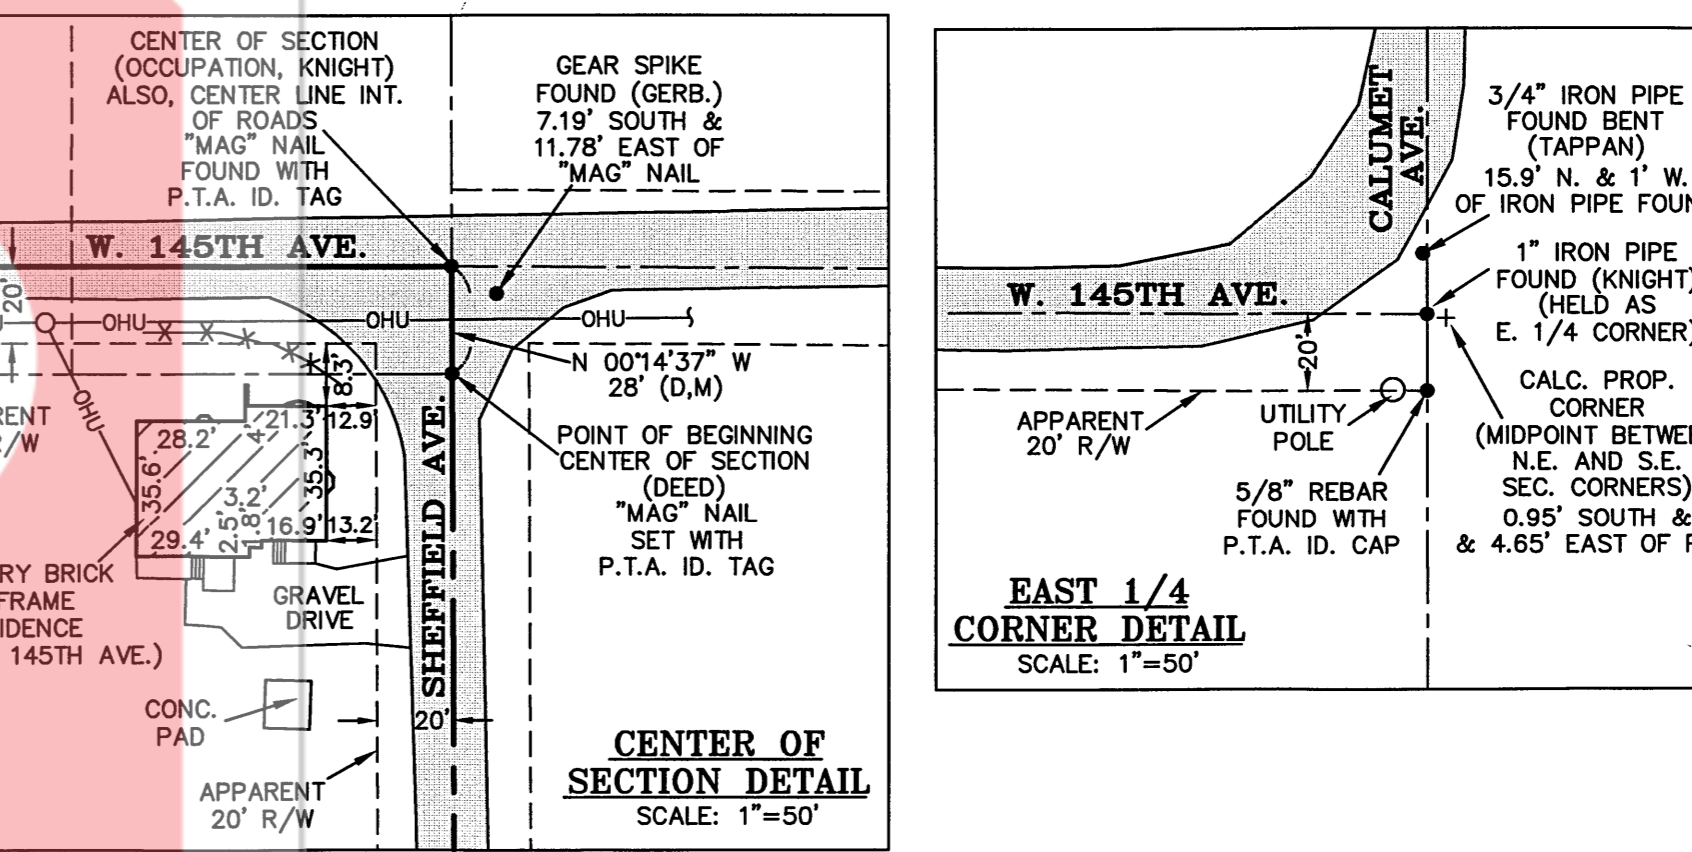 CENTER OF SECTION
(OCCUPATION, KNIGHT)
ALSO, CENTER LINE INT.
OF ROADS
"MAG" NAIL
FOUND WITH
P.T.A. ID. TAG
GEAR SPIKE
FOUND (GERB.)
7.19' SOUTH &
11.78' EAST OF
"MAG" NAIL
W. 145TH AVE.
20'
OHU
OHU
OHU
OHU
N 00°14'37" W
28' (D,M)
8.3'
12.9'
21.3'
4'
28.2'
35.6'
35.3'
3.2'
1.8'
2.5'
29.4'
16.9'
13.2'
R/W
POINT OF BEGINNING
CENTER OF SECTION
(DEED)
"MAG" NAIL
SET WITH
P.T.A. ID. TAG
SHEFFIELD AVE.
BRICK
FRAME
145TH AVE.)
GRAVEL
DRIVE
CONC.
PAD
20'
APPARENT
20' R/W
CENTER OF
SECTION DETAIL
SCALE: 1"=50'
CALUMET
AVE.
3/4" IRON PIPE
FOUND BENT
(TAPPAN)
15.9' N. & 1' W.
OF IRON PIPE
1" IRON PIPE
FOUND (KNIGHT)
(HELD AS
E. 1/4 CORNER)
W. 145TH AVE.
20'
APPARENT
20' R/W
UTILITY
POLE
CALC. PROP.
CORNER
(MIDPOINT
N.E. AND S.E.
SEC. CORNERS)
0.95' SOUTH &
& 4.65' EAST OF
5/8" REBAR
FOUND WITH
P.T.A. ID. CAP
EAST 1/4
CORNER DETAIL
SCALE: 1"=50'